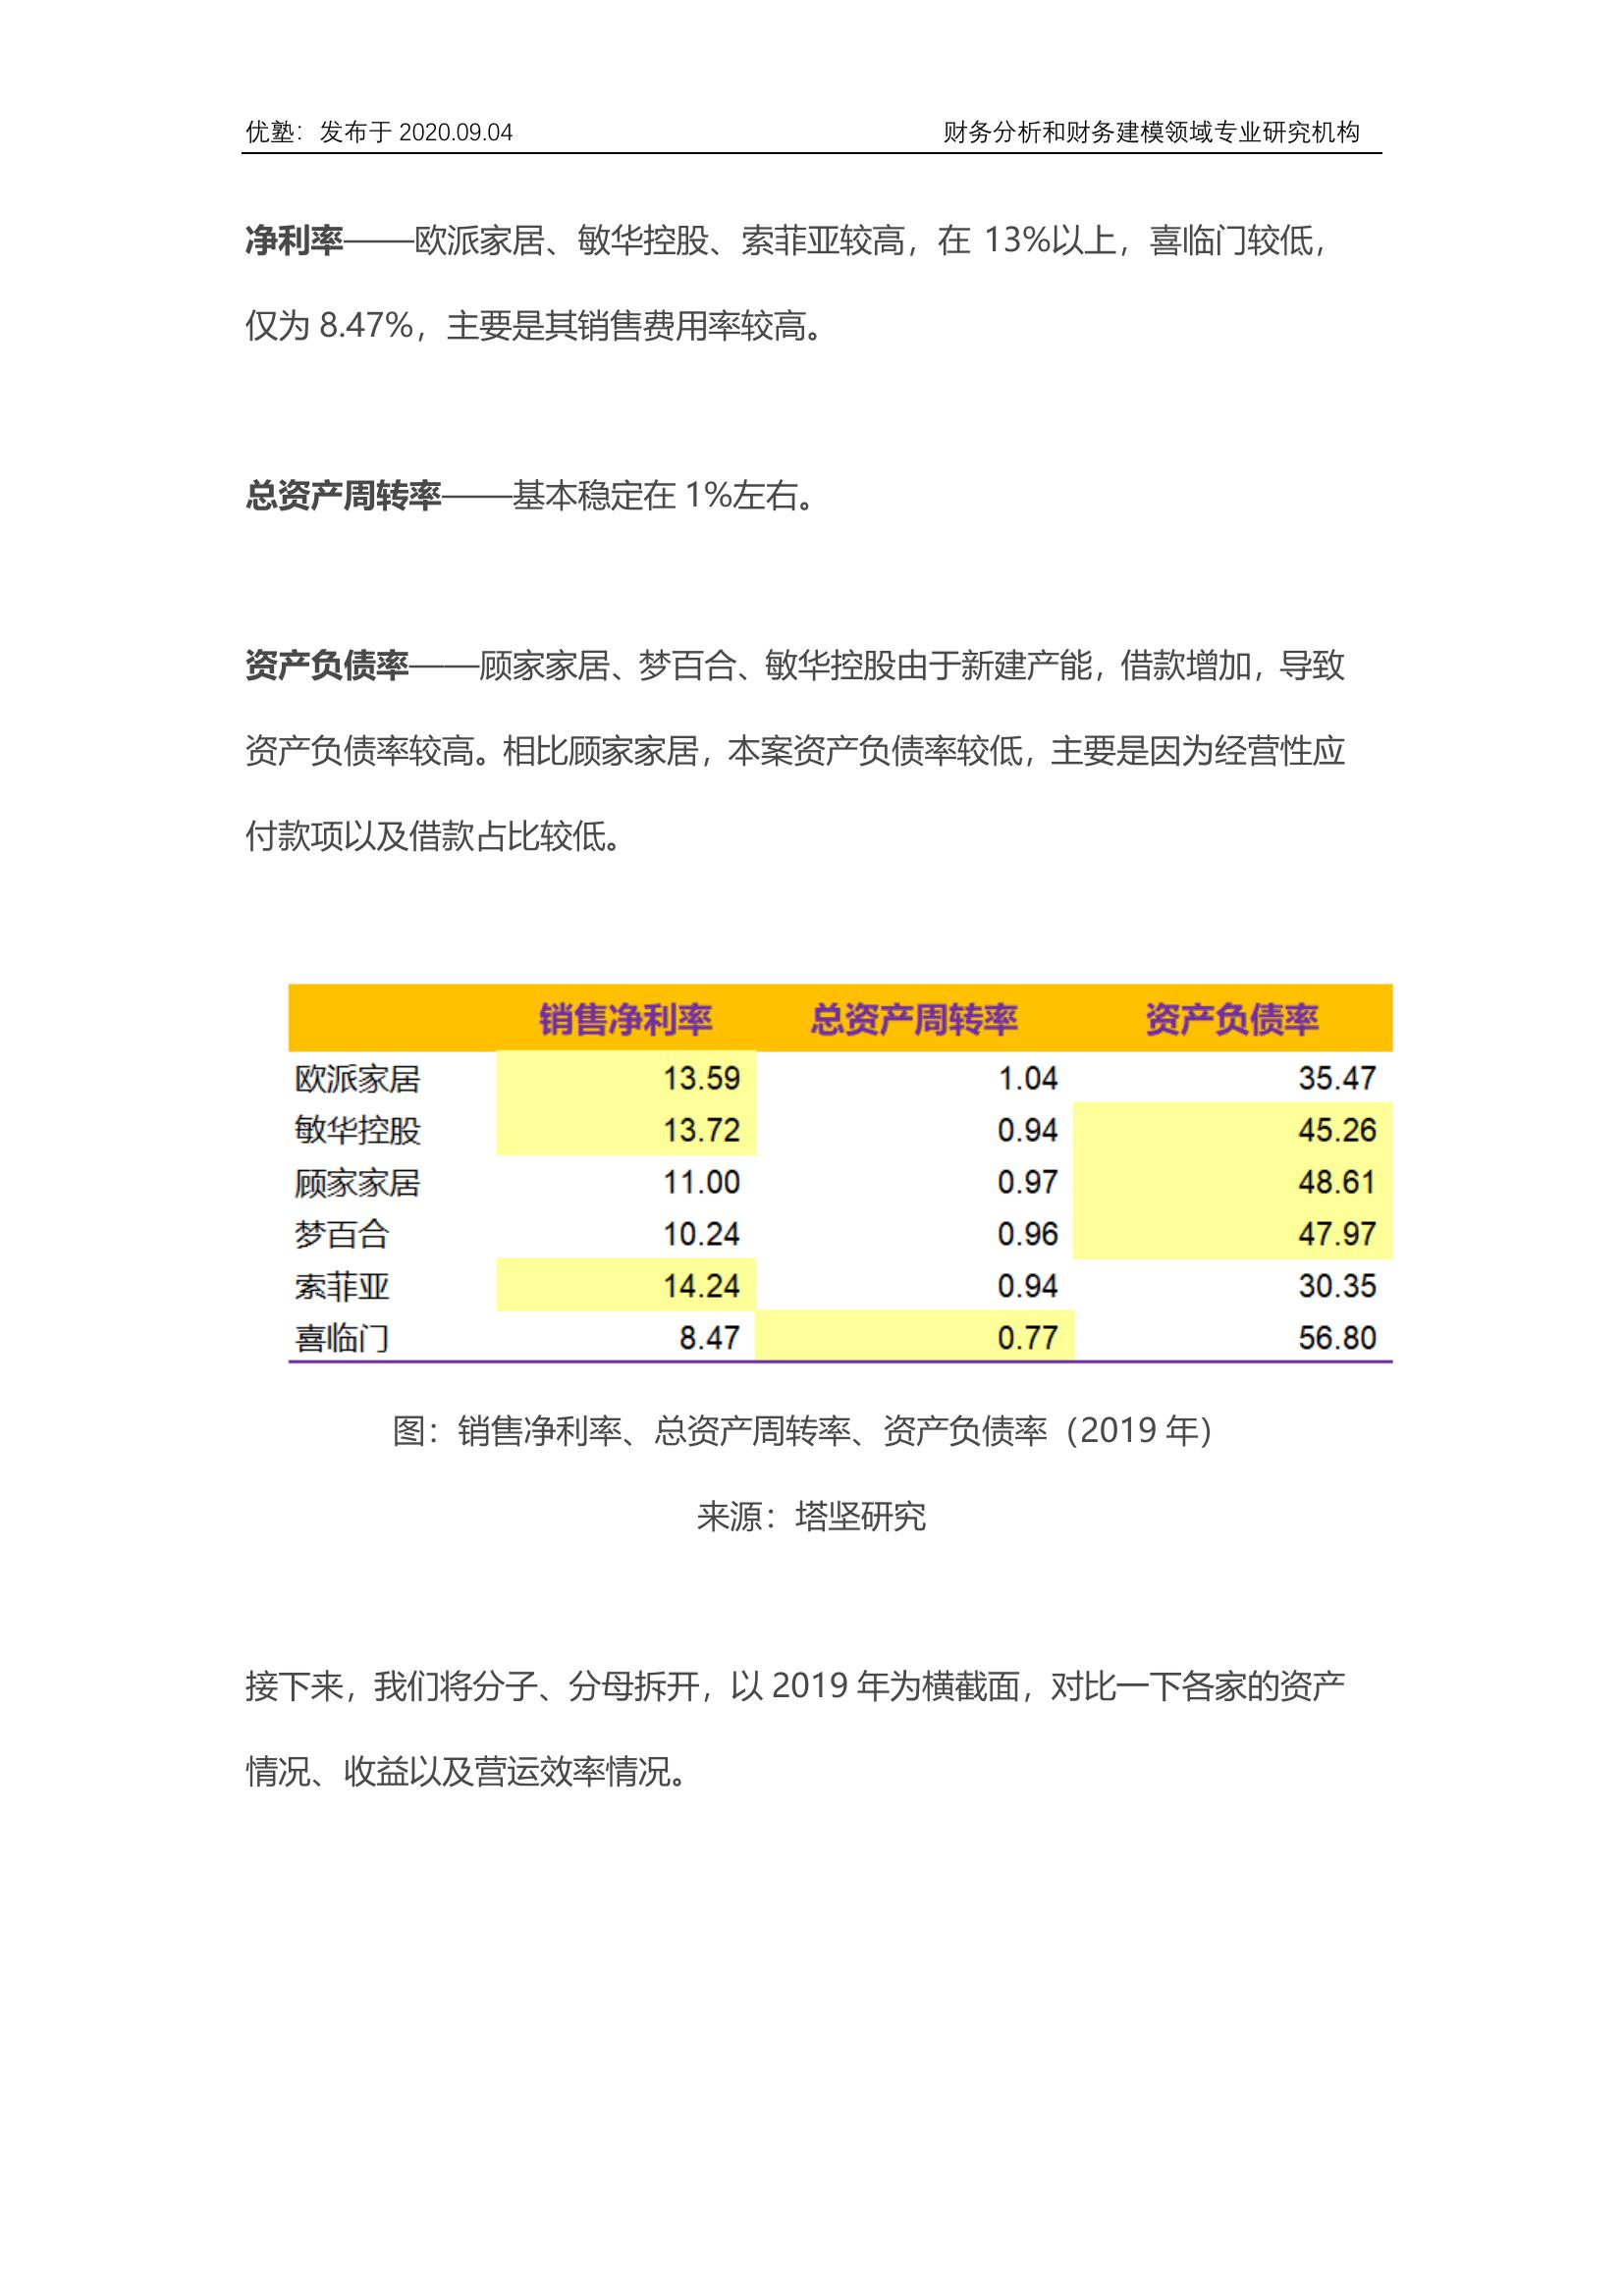 优塾：发布于 2020.09.04 财务分析和财务建模领域专业研究机构
净利率——欧派家居、敏华控股、索菲亚较高，在 13%以上，喜临门较低，
仅为 8.47%，主要是其销售费用率较高。
总资产周转率——基本稳定在 1%左右。
资产负债率——顾家家居、梦百合、敏华控股由于新建产能，借款增加，导致
资产负债率较高。相比顾家家居，本案资产负债率较低，主要是因为经营性应
付款项以及借款占比较低。
销售净利率 总资产周转率 资产负债率
欧派家居 13.59 1.04 35.47
敏华控股 13.72 0.94 45.26
顾家家居 11.00 0.97 48.61
梦百合 10.24 0.96 47.97
索菲亚 14.24 0.94 30.35
喜临门 8.47 0.77 56.80
图：销售净利率、总资产周转率、资产负债率（2019 年）
来源：塔坚研究
接下来，我们将分子、分母拆开，以 2019 年为横截面，对比一下各家的资产
情况、收益以及营运效率情况。